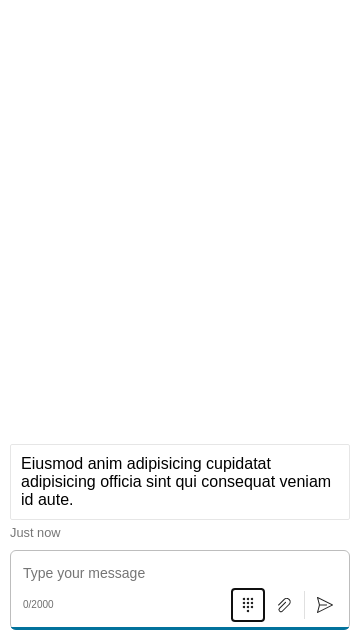 Eiusmod anim adipisicing cupidatat
adipisicing officia sint qui consequat veniam
id aute.
Just now
Type your message
0/2000